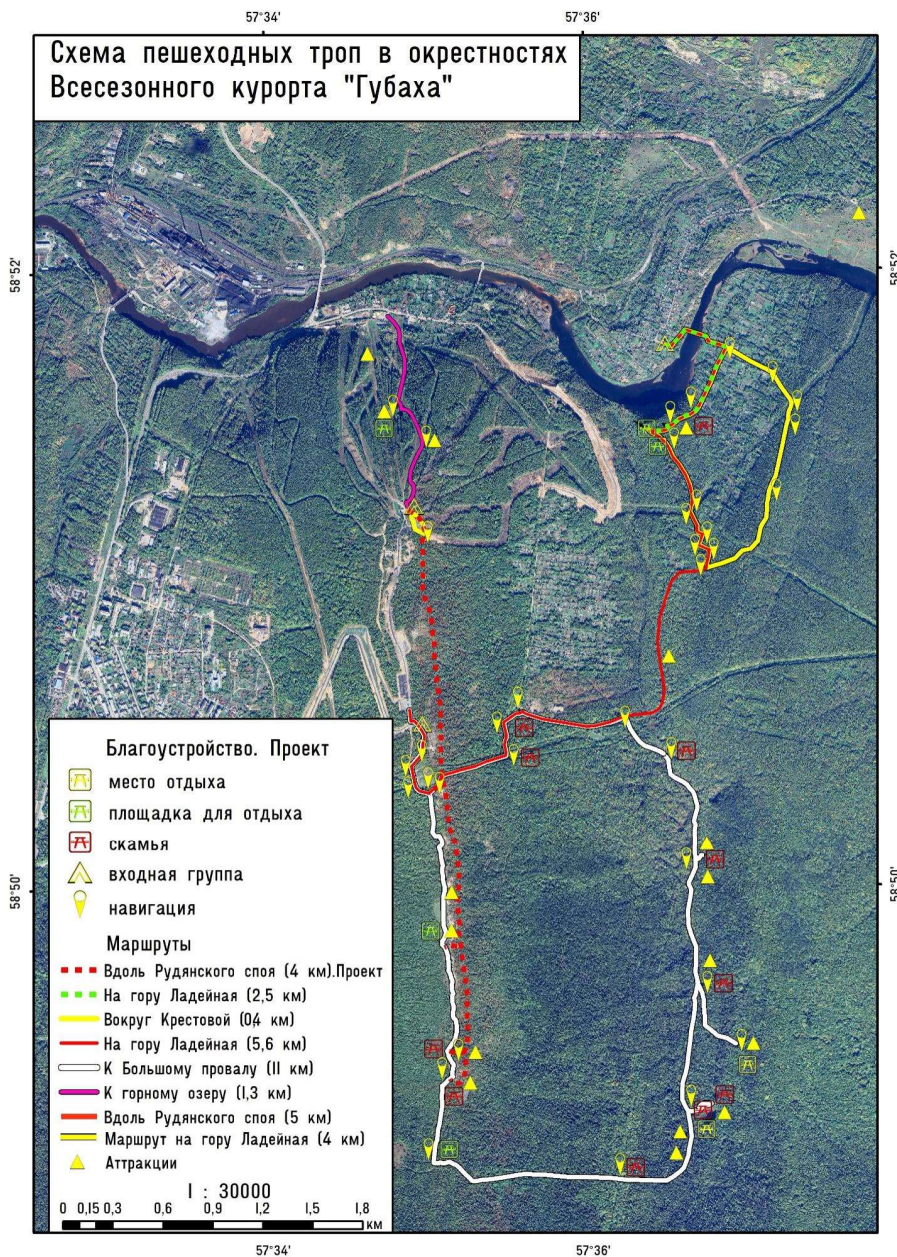 57°34'
57°36'
Схема пешеходных троп в окрестностях
Всесезонного курорта "Губаха"
58°52'
58°52'
Благоустройство. Проект
место отдыха
площадка для отдыха
скамья
входная группа
навигация
Маршруты
Вдоль Рудянского споя (4 км).Проект
На гору Ладейная (2,5 км)
Вокруг Крестовой (04 км)
На гору Ладейная (5,6 км)
К Большому провалу (11 км)
К горному озеру (1,3 км)
Вдоль Рудянского споя (5 км)
Маршрут на гору Ладейная (4 км)
Аттракции
1 : 30000
0 0,15 0,3 0,6 0,9 1,2 1,5 1,8
км
58°50'
58°50'
57°34'
57°36'